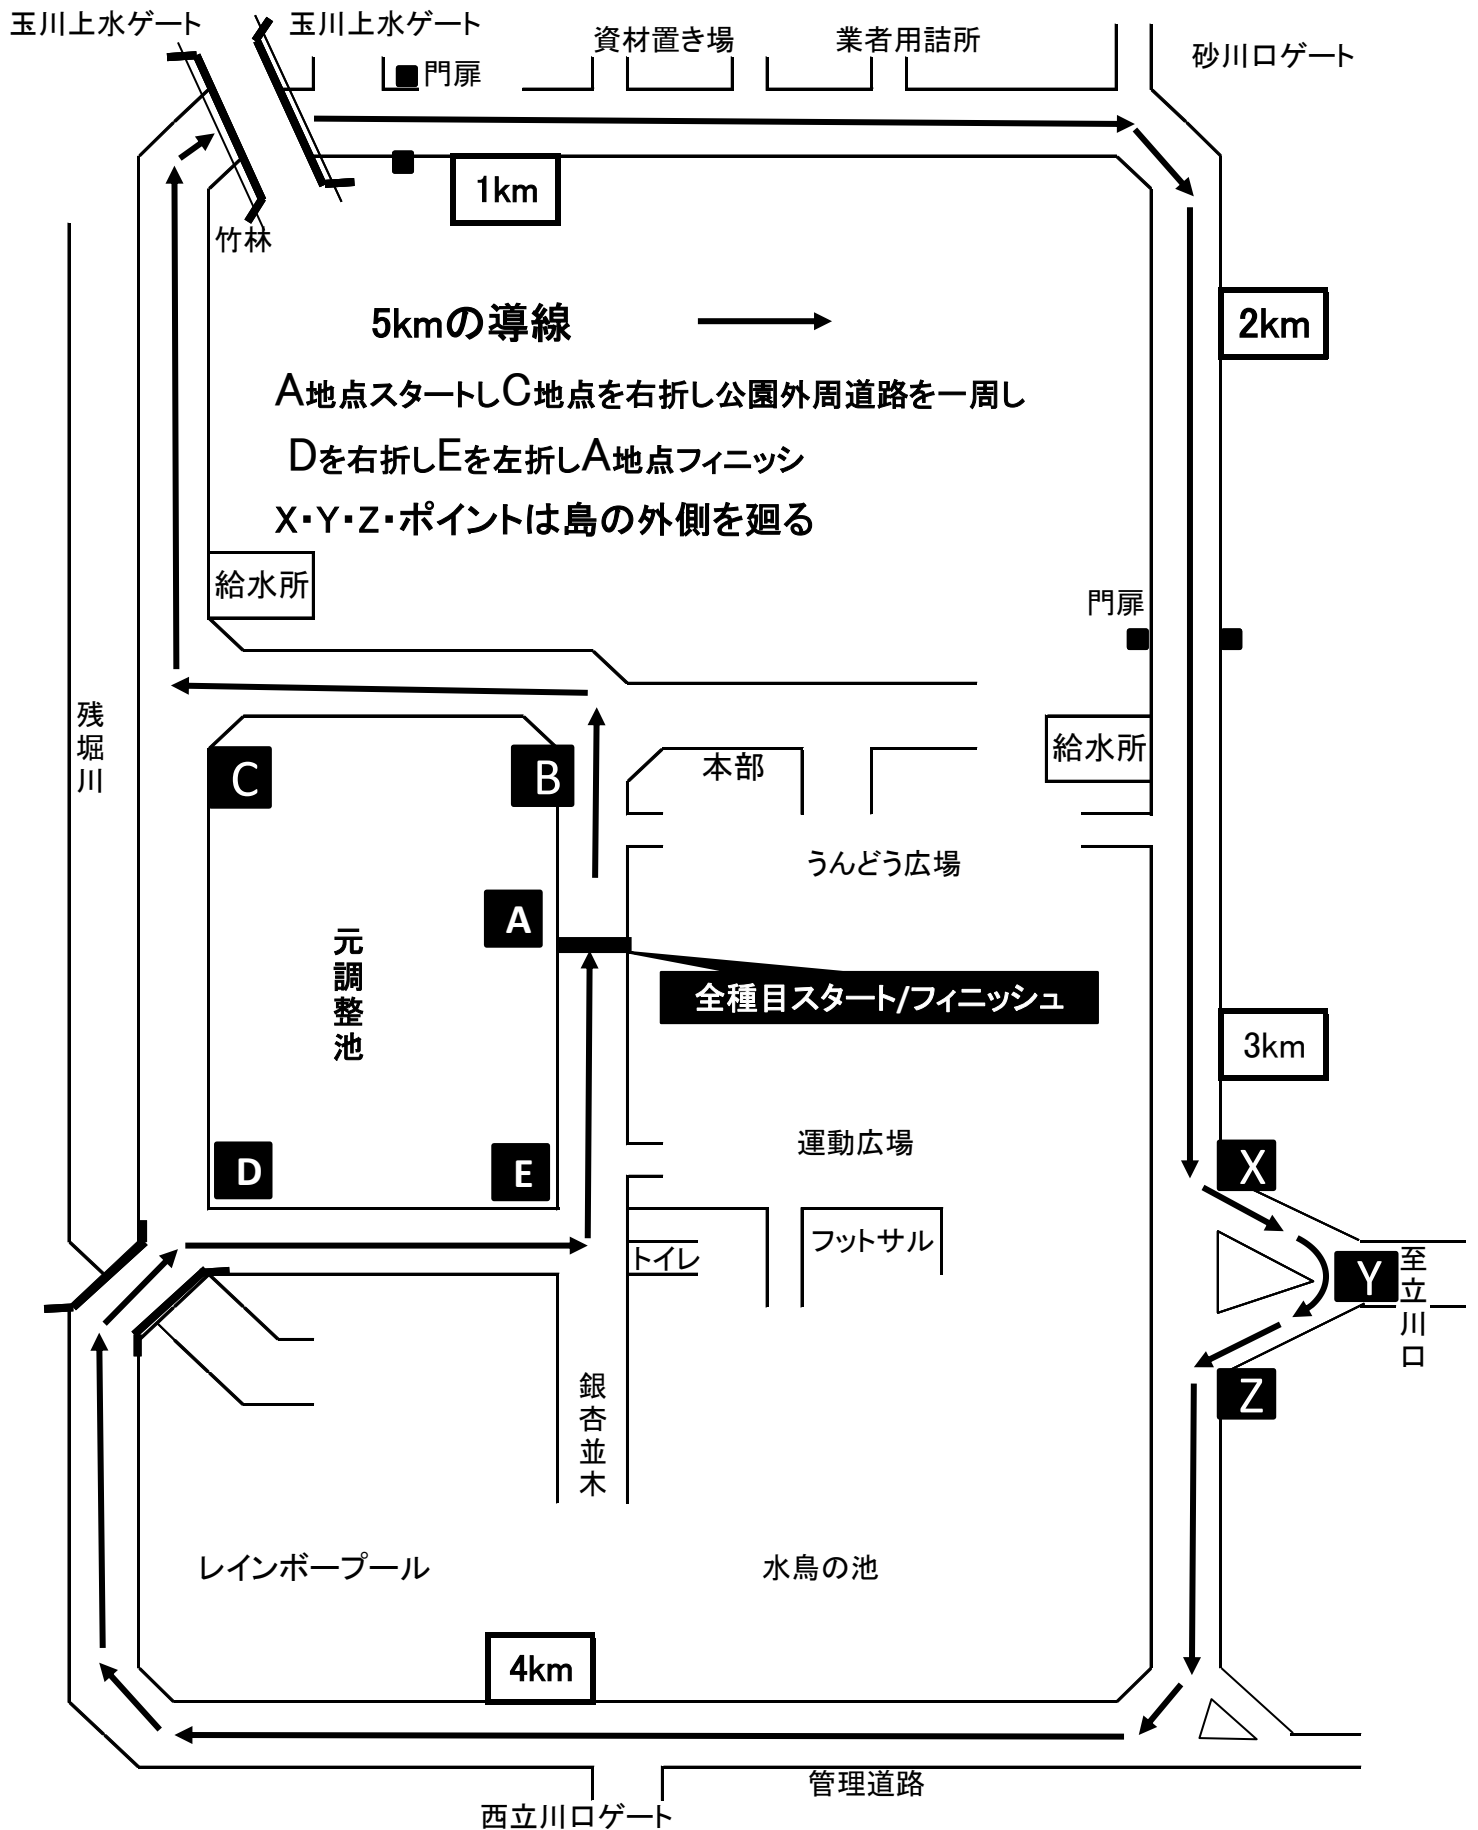 玉川上水ゲート
玉川上水ゲート
資材置き場
業者用詰所
砂川口ゲート
門扉
1km
竹林
2km
5kmの導線
A地点スタートしC地点を右折し公園外周道路を一周し
Dを右折しEを左折しA地点フィニッシ
X・Y・Z・ポイントは島の外側を廻る
給水所
門扉
残堀川
給水所
C
B
本部
うんどう広場
A
元調整池
全種目スタート/フィニッシュ
3km
運動広場
D
E
X
トイレ
フットサル
Y
至立川口
銀杏並木
Z
レインボープール
水鳥の池
4km
管理道路
西立川口ゲート